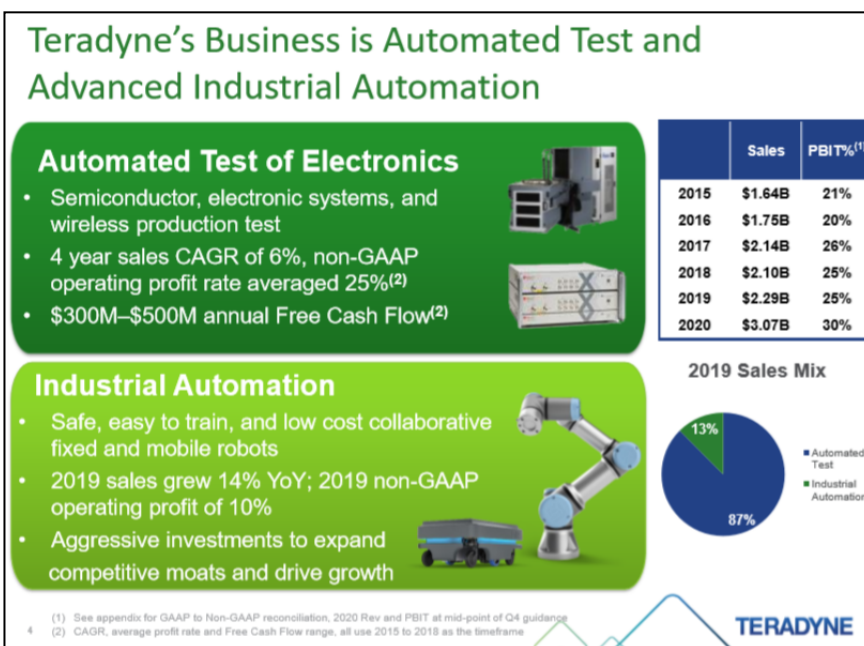 Teradyne's Business is Automated Test and
Advanced Industrial Automation
Automated Test of Electronics
• Semiconductor, electronic systems, and
wireless production test
• 4 year sales CAGR of 6%, non-GAAP
operating profit rate averaged 25%(2)
• $300M–$500M annual Free Cash Flow(2)
Industrial Automation
• Safe, easy to train, and low cost collaborative
fixed and mobile robots
• 2019 sales grew 14% YoY; 2019 non-GAAP
operating profit of 10%
• Aggressive investments to expand
competitive moats and drive growth
Sales PBIT%(1)
2015 $1.64B 21%
2016 $1.75B 20%
2017 $2.14B 26%
2018 $2.10B 25%
2019 $2.29B 25%
2020 $3.07B 30%
2019 Sales Mix
13%
87%
Automated
Test
Industrial
Automation
(1) See appendix for GAAP to Non-GAAP reconciliation, 2020 Rev and PBIT at mid-point of Q4 guidance
4 (2) CAGR, average profit rate and Free Cash Flow range, all use 2015 to 2018 as the timeframe
TERADYNE